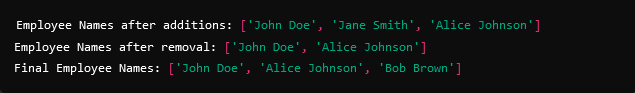 Employee Names after additions: ['John Doe', 'Jane Smith', 'Alice Johnson']
Employee Names after removal: ['John Doe', 'Alice Johnson']
Final Employee Names: ['John Doe', 'Alice Johnson', 'Bob Brown']